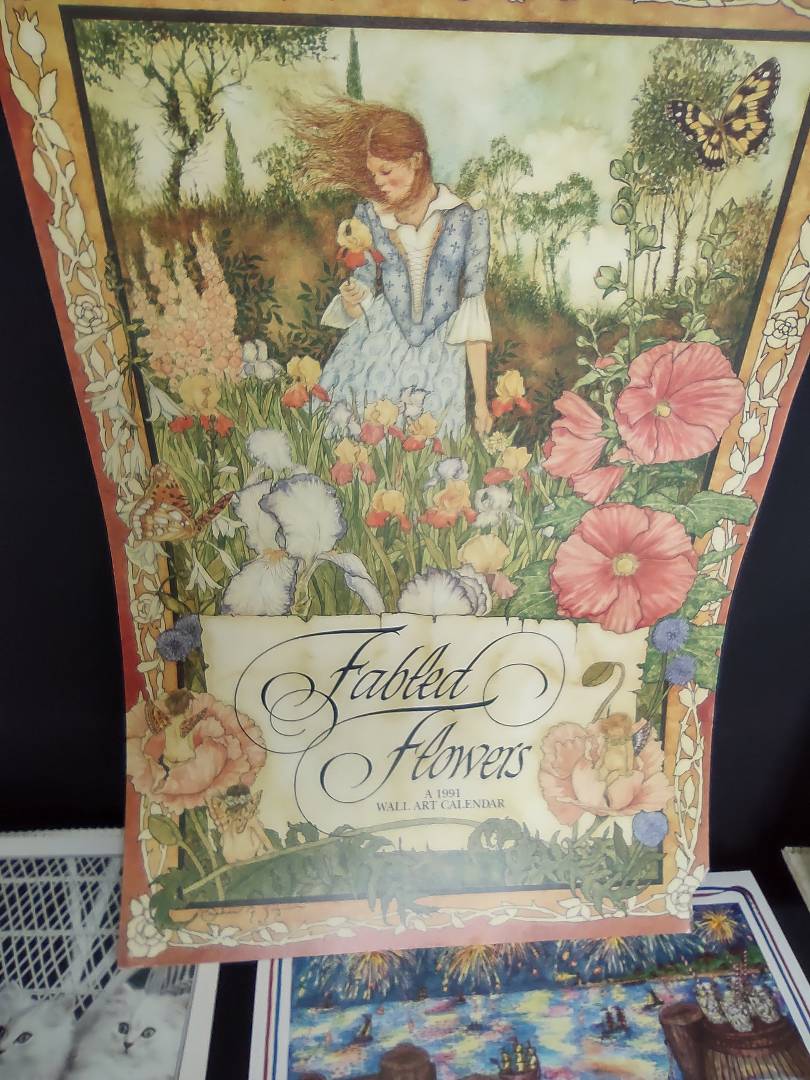 Fabled
Flowers
A 1991
WALL ART CALENDAR